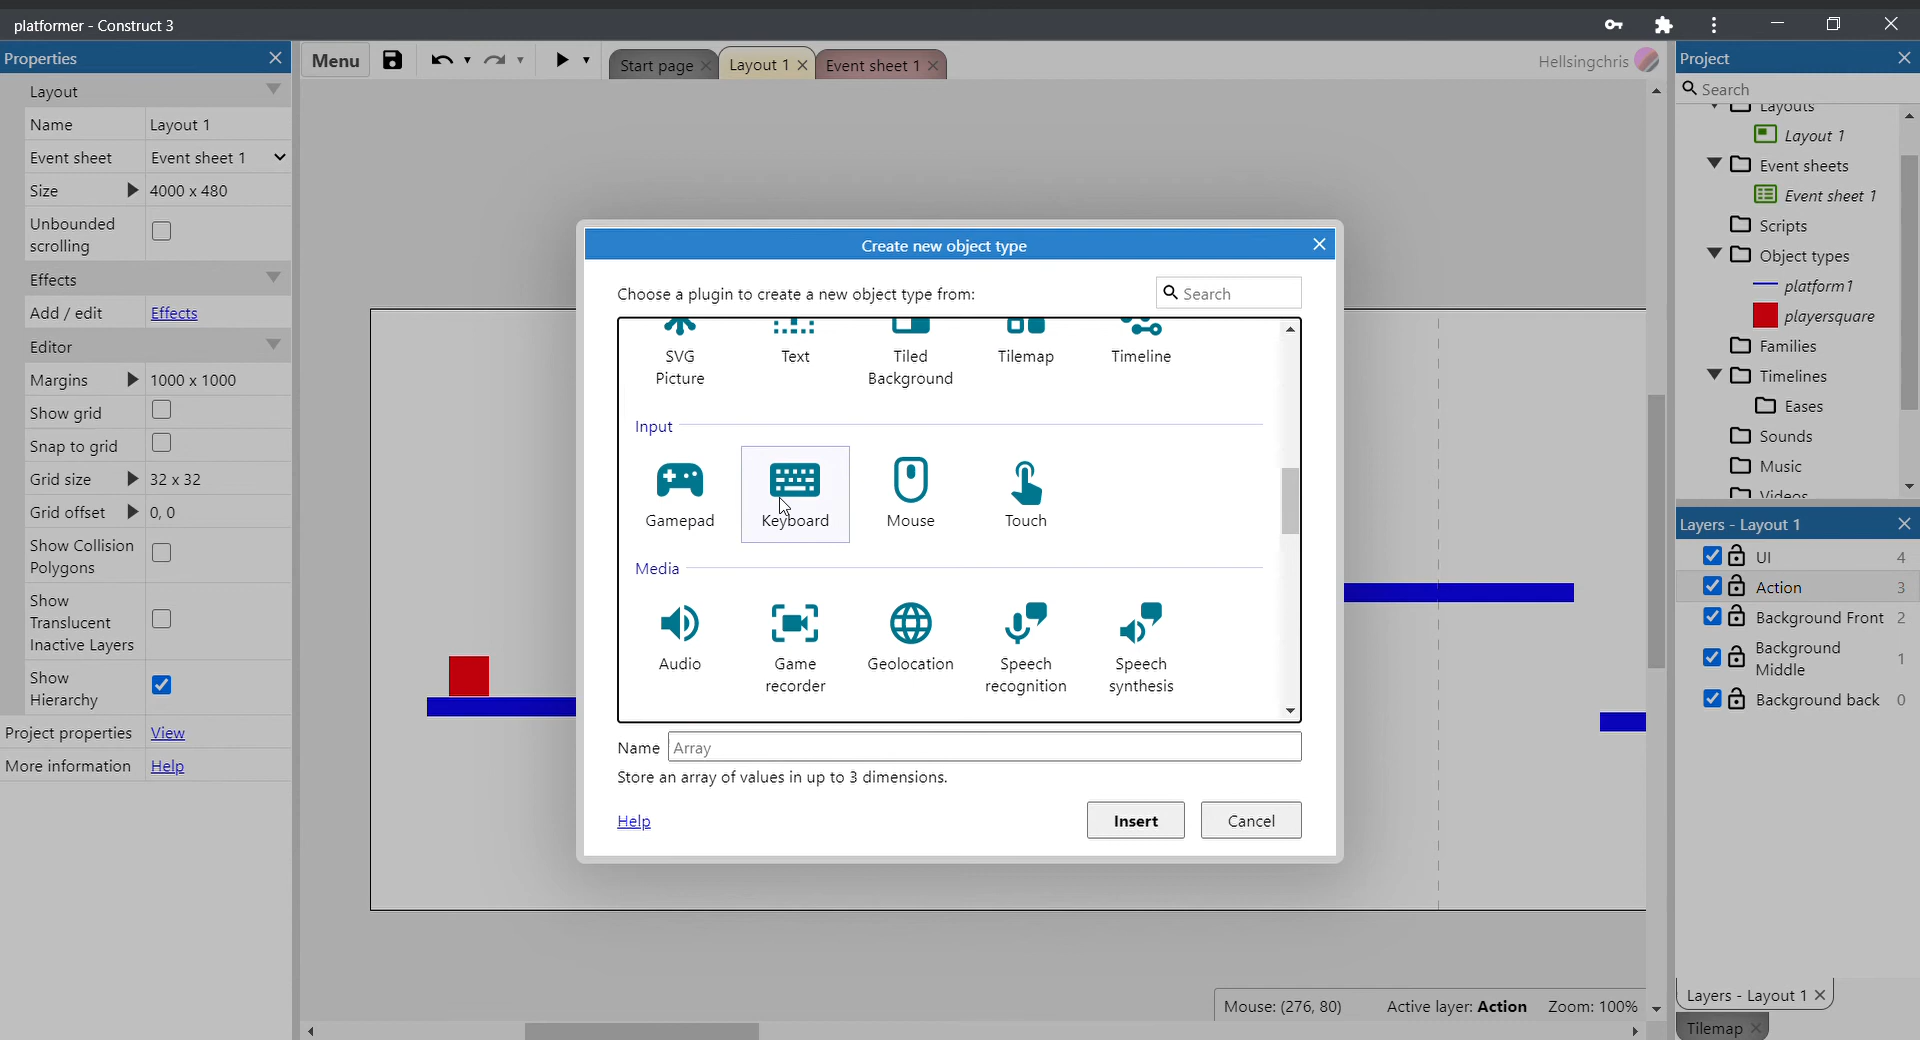 platformer - Construct 3
Properties
Layout
Name Layout 1
Event sheet Event sheet 1
Size 4000 x 480
Unbounded
scrolling
Effects
Add / edit Effects
Editor
Margins 1000 x 1000
Show grid
Snap to grid
Grid size 32 x 32
Grid offset 0, 0
Show Collision
Polygons
Show
Translucent
Inactive Layers
Show
Hierarchy
Project properties View
More information Help
Menu
Start page
Layout 1
Event sheet 1
Hellsingchris
Create new object type
Choose a plugin to create a new object type from:
Search
SVG
Picture
Text
Tiled
Background
Tilemap
Timeline
Input
Gamepad
Keyboard
Mouse
Touch
Media
Audio
Game
recorder
Geolocation
Speech
recognition
Speech
synthesis
Name Array
Store an array of values in up to 3 dimensions.
Help
Insert
Cancel
Mouse: (276, 80) Active layer: Action Zoom: 100%
Project
Search
Layouts
Layout 1
Event sheets
Event sheet 1
Scripts
Object types
platform1
playersquare
Families
Timelines
Eases
Sounds
Music
Videos
Layers - Layout 1
UI 4
Action 3
Background Front 2
Background
Middle 1
Background back 0
Layers - Layout 1
Tilemap